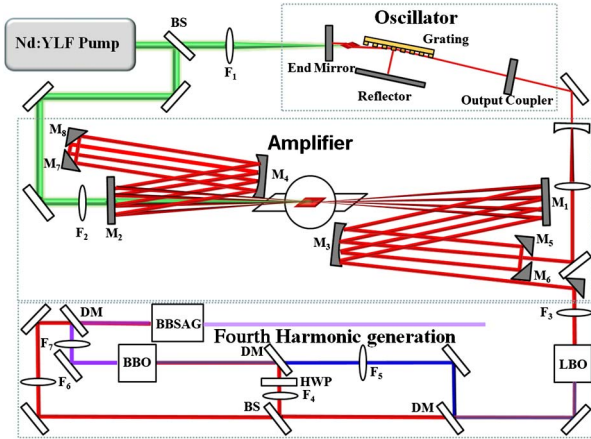 Nd:YLF Pump
BS
F1
Oscillator
Grating
End Mirror
Reflector
Output Coupler
Amplifier
M8
M7
M4
F2
M2
M1
M3
M5
M6
F3
DM
BBSAG
Fourth Harmonic generation
F7
F6
BBO
DM
HWP
F4
F5
BS
DM
LBO